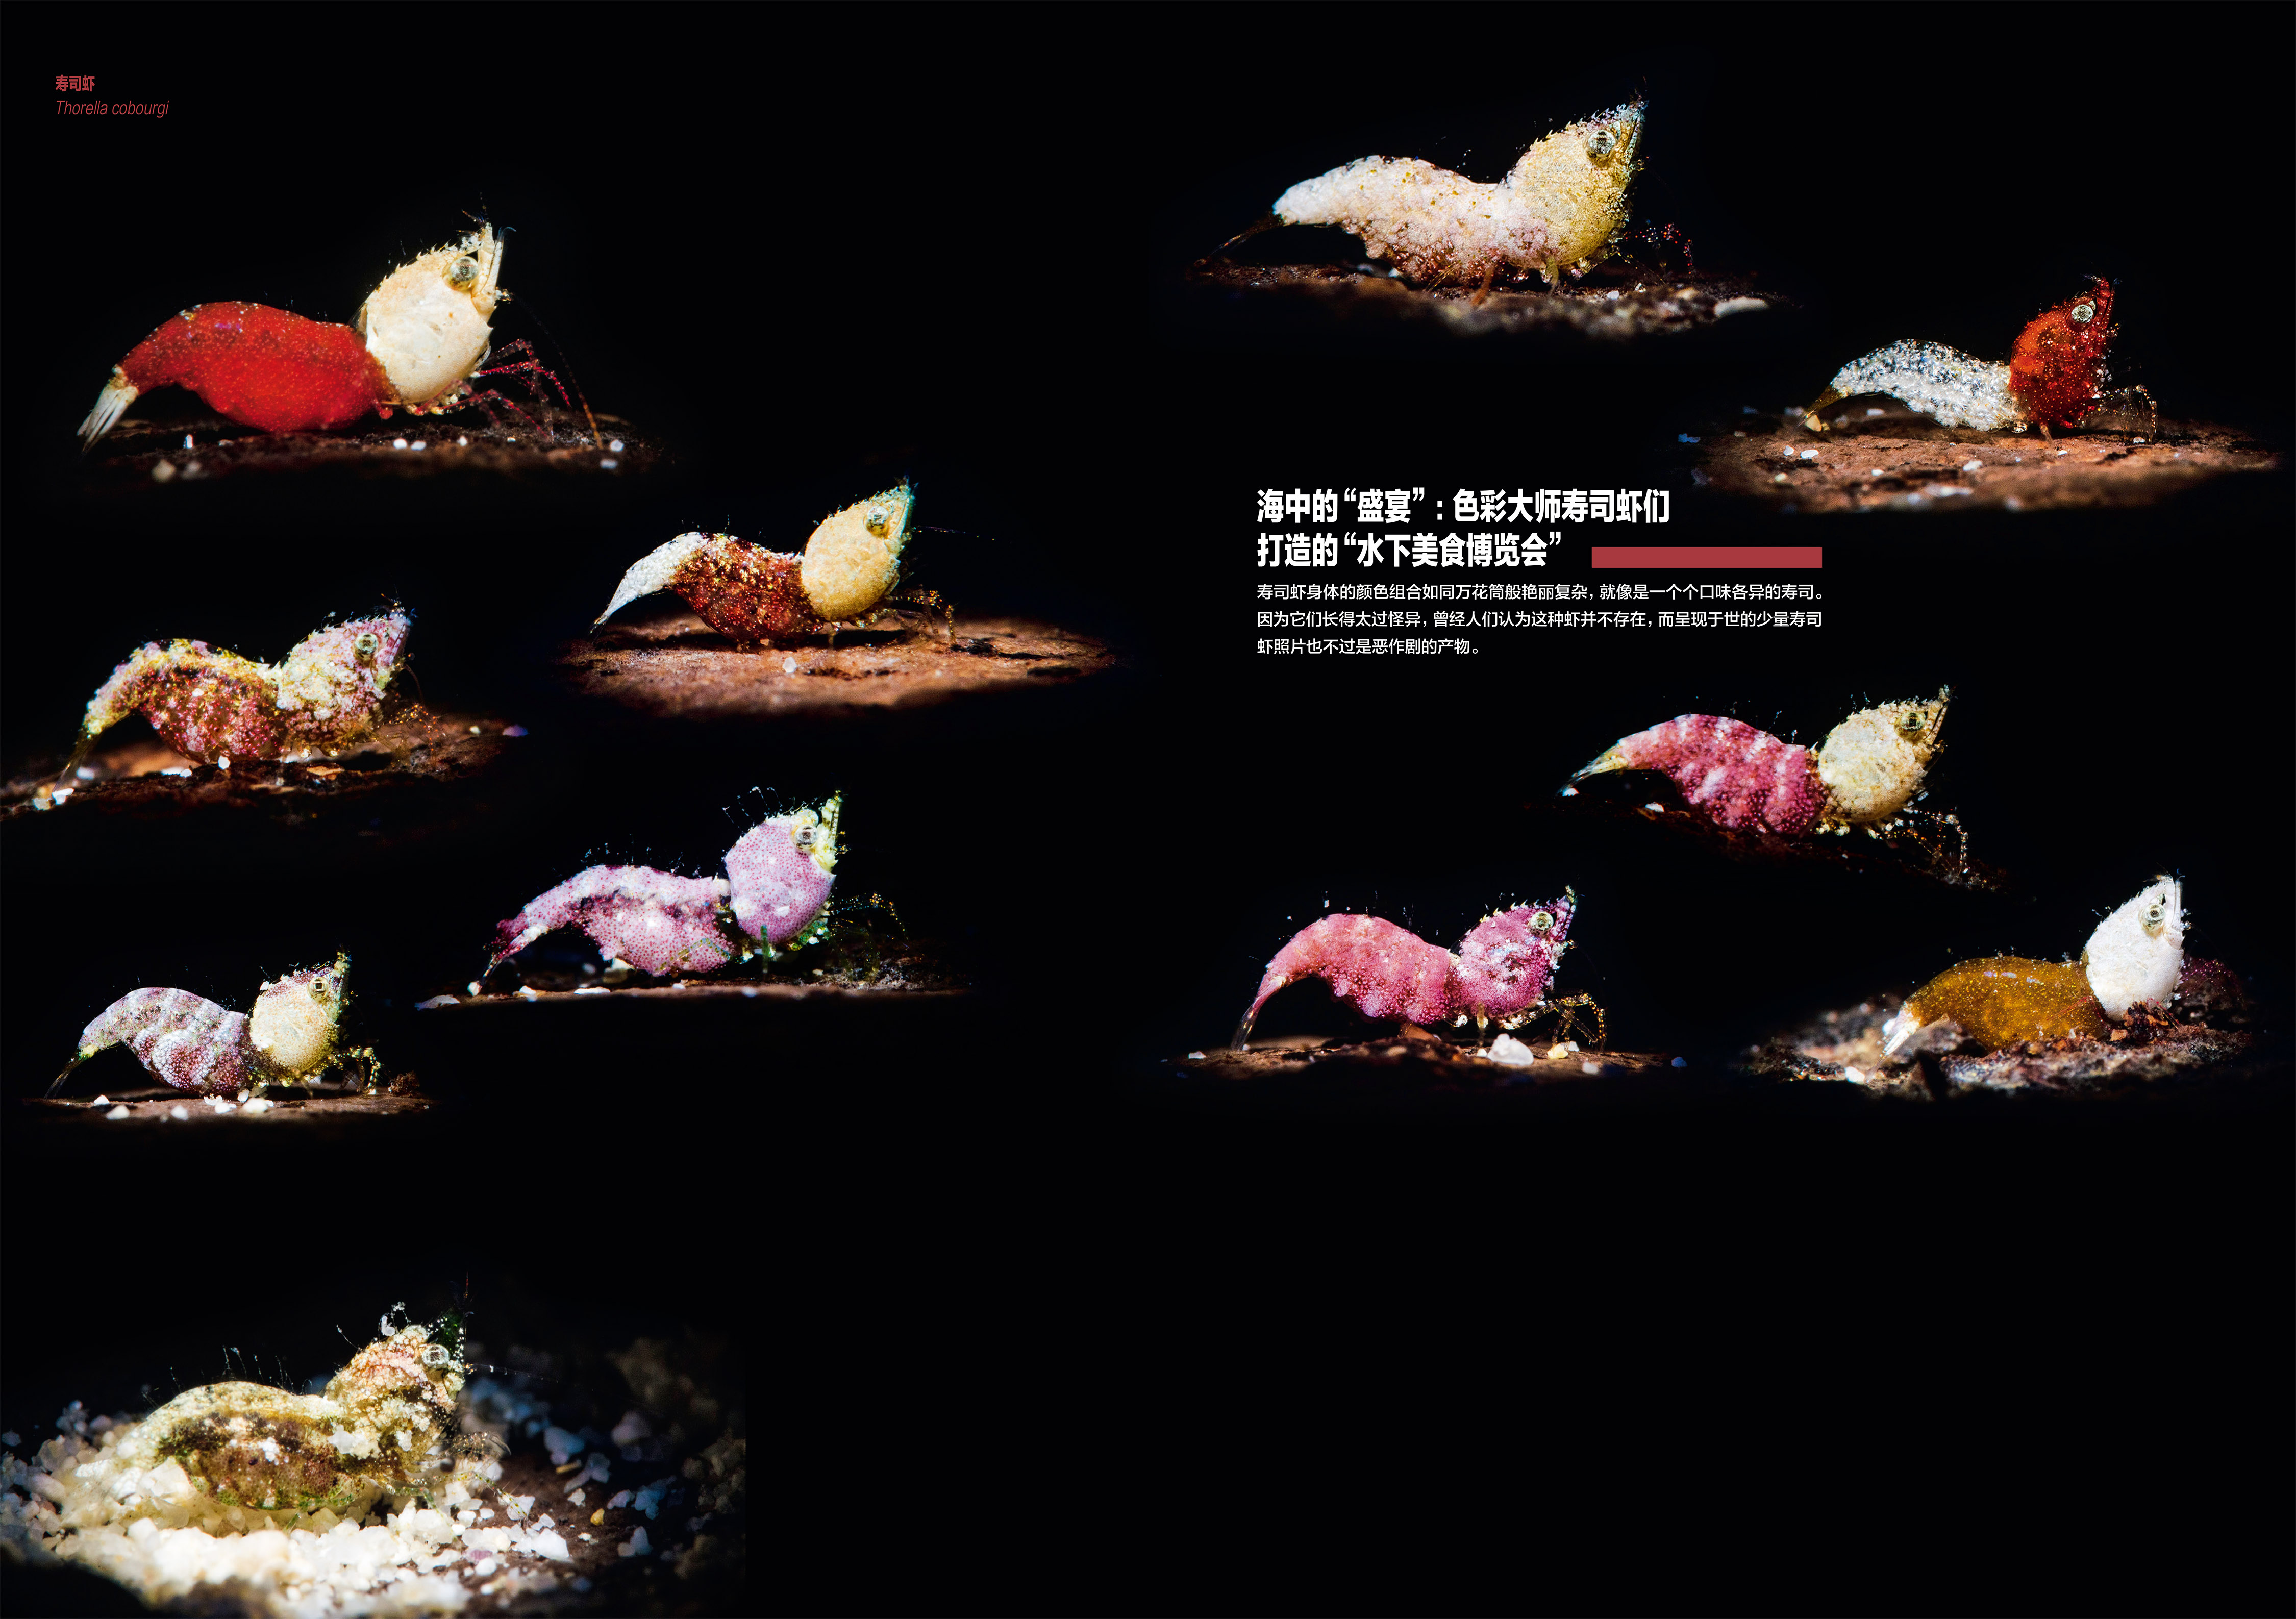 寿司虾
Thorella cobourgi
海中的“盛宴”：色彩大师寿司虾们
打造的“水下美食博览会”
寿司虾身体的颜色组合如同万花筒般艳丽复杂，就像是一个个口味各异的寿司。
因为它们长得太过怪异，曾经人们认为这种虾并不存在，而呈现于世的少量寿司
虾照片也不过是恶作剧的产物。